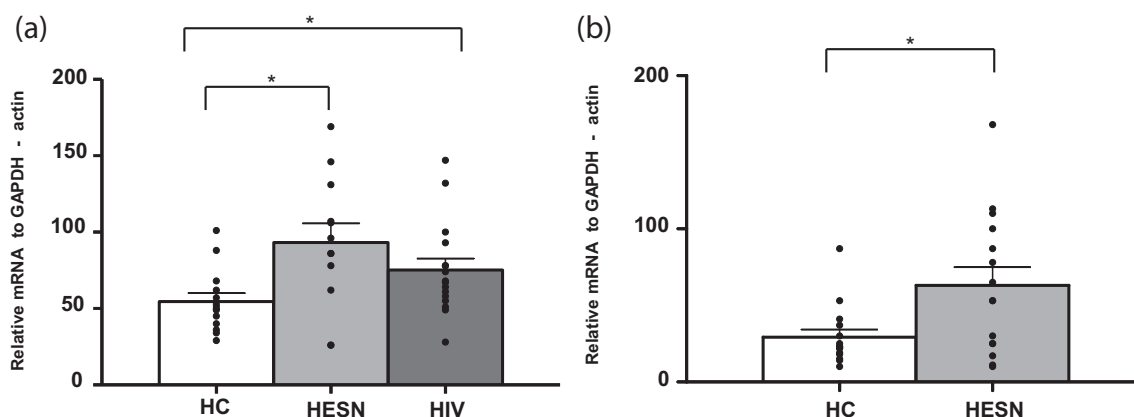 (a)
*
*
200
150
100
50
0
Relative mRNA to GAPDH - actin
HC HESN HIV
(b)
*
200
100
0
Relative mRNA to GAPDH - actin
HC HESN